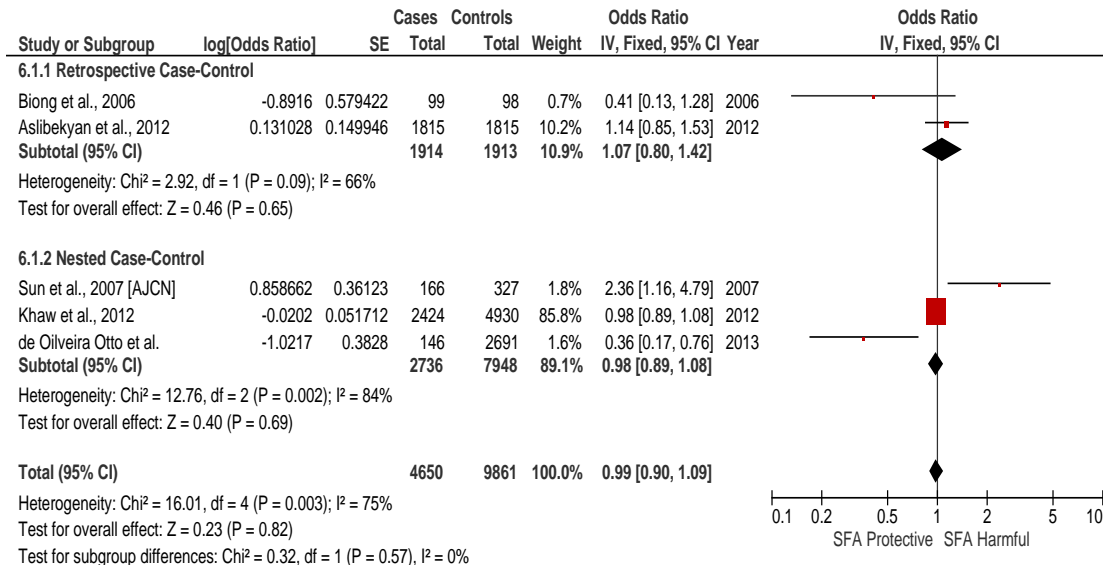 Cases Controls Odds Ratio Odds Ratio
Study or Subgroup log[Odds Ratio] SE Total Total Weight IV, Fixed, 95% CI Year IV, Fixed, 95% CI
6.1.1 Retrospective Case-Control
Biong et al., 2006 -0.8916 0.579422 99 98 0.7% 0.41 [0.13, 1.28] 2006
Aslibekyan et al., 2012 0.131028 0.149946 1815 1815 10.2% 1.14 [0.85, 1.53] 2012
Subtotal (95% CI) 1914 1913 10.9% 1.07 [0.80, 1.42]
Heterogeneity: Chi² = 2.92, df = 1 (P = 0.09); I² = 66%
Test for overall effect: Z = 0.46 (P = 0.65)
6.1.2 Nested Case-Control
Sun et al., 2007 [AJCN] 0.858662 0.36123 166 327 1.8% 2.36 [1.16, 4.79] 2007
Khaw et al., 2012 -0.0202 0.051712 2424 4930 85.8% 0.98 [0.89, 1.08] 2012
de Oilveira Otto et al. -1.0217 0.3828 146 2691 1.6% 0.36 [0.17, 0.76] 2013
Subtotal (95% CI) 2736 7948 89.1% 0.98 [0.89, 1.08]
Heterogeneity: Chi² = 12.76, df = 2 (P = 0.002); I² = 84%
Test for overall effect: Z = 0.40 (P = 0.69)
Total (95% CI) 4650 9861 100.0% 0.99 [0.90, 1.09]
Heterogeneity: Chi² = 16.01, df = 4 (P = 0.003); I² = 75%
Test for overall effect: Z = 0.23 (P = 0.82)
Test for subgroup differences: Chi² = 0.32, df = 1 (P = 0.57), I² = 0%
0.1 0.2 0.5 1 2 5 10
SFA Protective SFA Harmful